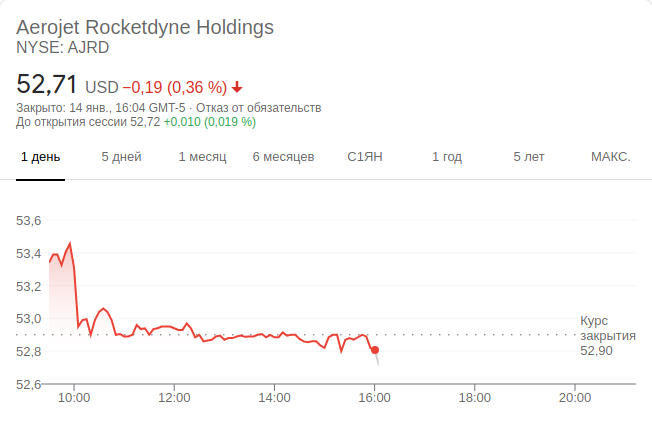 Aerojet Rocketdyne Holdings
NYSE: AJRD
52,71 USD −0,19 (0,36 %)
Закрыто: 14 янв., 16:04 GMT-5 · Отказ от обязательств
До открытия сессии 52,72 +0,010 (0,019 %)
1 день 5 дней 1 месяц 6 месяцев С1ЯН 1 год 5 лет МАКС.
53,6
53,4
53,2
53,0
52,8
52,6
Курс
закрытия
52,90
10:00 12:00 14:00 16:00 18:00 20:00